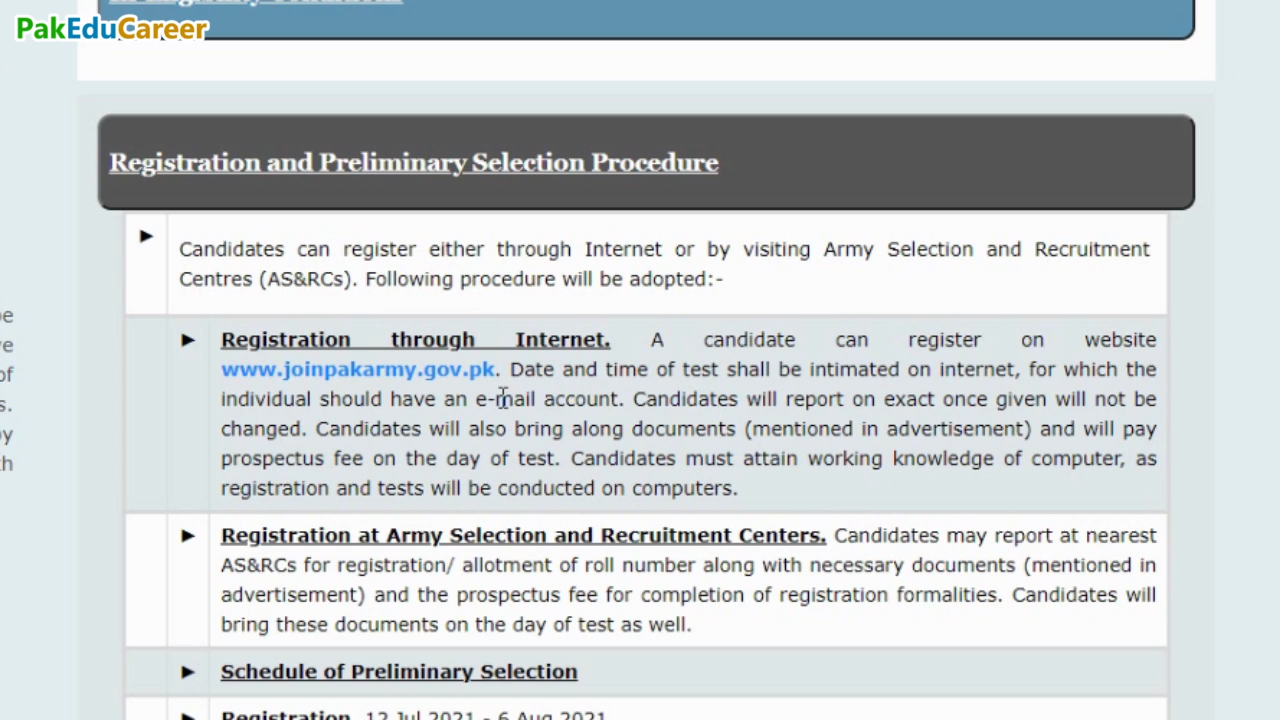 PakEduCareer
Registration and Preliminary Selection Procedure
Candidates can register either through Internet or by visiting Army Selection and Recruitment
Centres (AS&RCs). Following procedure will be adopted:-
Registration through Internet. A candidate can register on website
www.joinpakarmy.gov.pk. Date and time of test shall be intimated on internet, for which the
individual should have an e-mail account. Candidates will report on exact once given will not be
changed. Candidates will also bring along documents (mentioned in advertisement) and will pay
prospectus fee on the day of test. Candidates must attain working knowledge of computer, as
registration and tests will be conducted on computers.
Registration at Army Selection and Recruitment Centers. Candidates may report at nearest
AS&RCs for registration/ allotment of roll number along with necessary documents (mentioned in
advertisement) and the prospectus fee for completion of registration formalities. Candidates will
bring these documents on the day of test as well.
Schedule of Preliminary Selection
Registration. 12 Jul 2021 - 6 Aug 2021